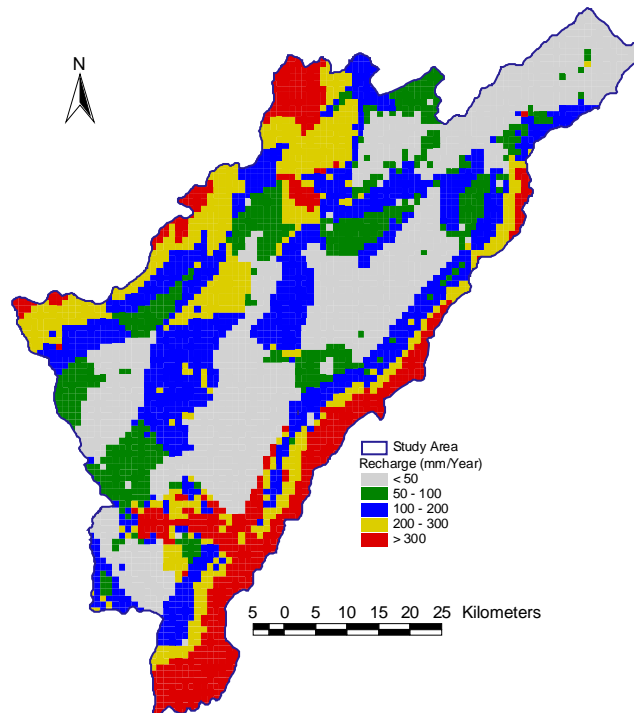 N
Study Area
Recharge (mm/Year)
< 50
50 - 100
100 - 200
200 - 300
> 300
5 0 5 10 15 20 25 Kilometers